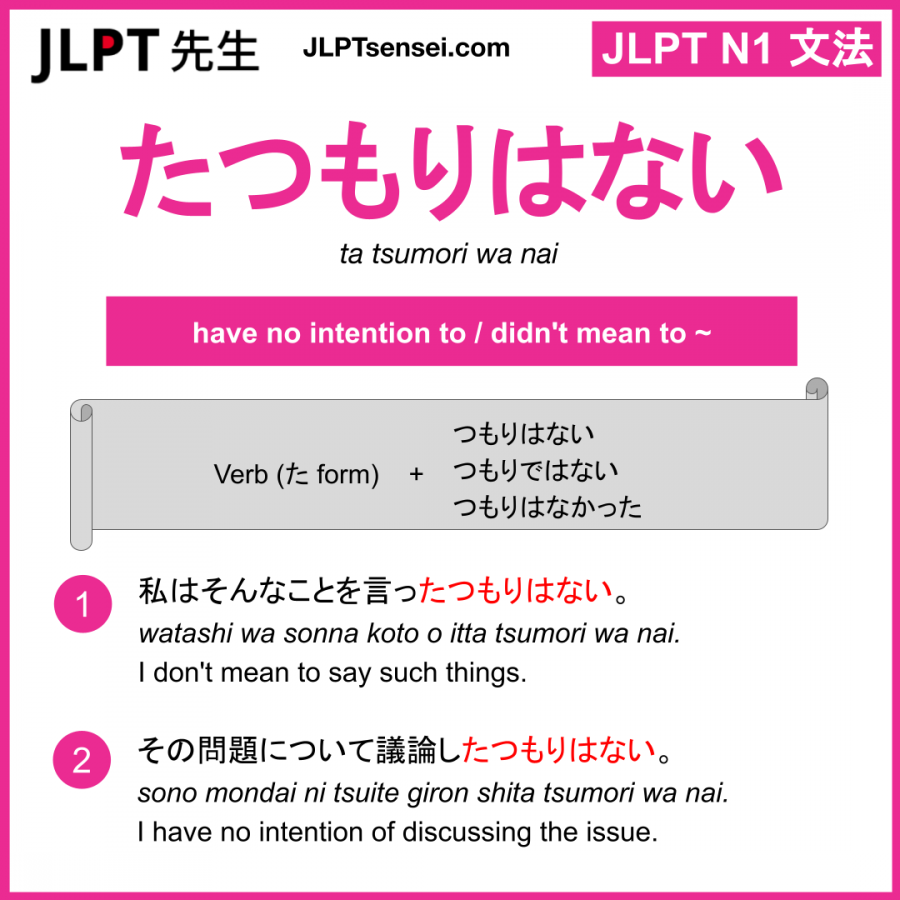 JLPT 先生
JLPTsensei.com
JLPT N1 文法
たつもりはない
ta tsumori wa nai
have no intention to / didn't mean to ~
Verb (た form) +
つもりはない
つもりではない
つもりはなかった
1
私はそんなことを言ったつもりはない。
watashi wa sonna koto o itta tsumori wa nai.
I don't mean to say such things.
2
その問題について議論したつもりはない。
sono mondai ni tsuite giron shita tsumori wa nai.
I have no intention of discussing the issue.